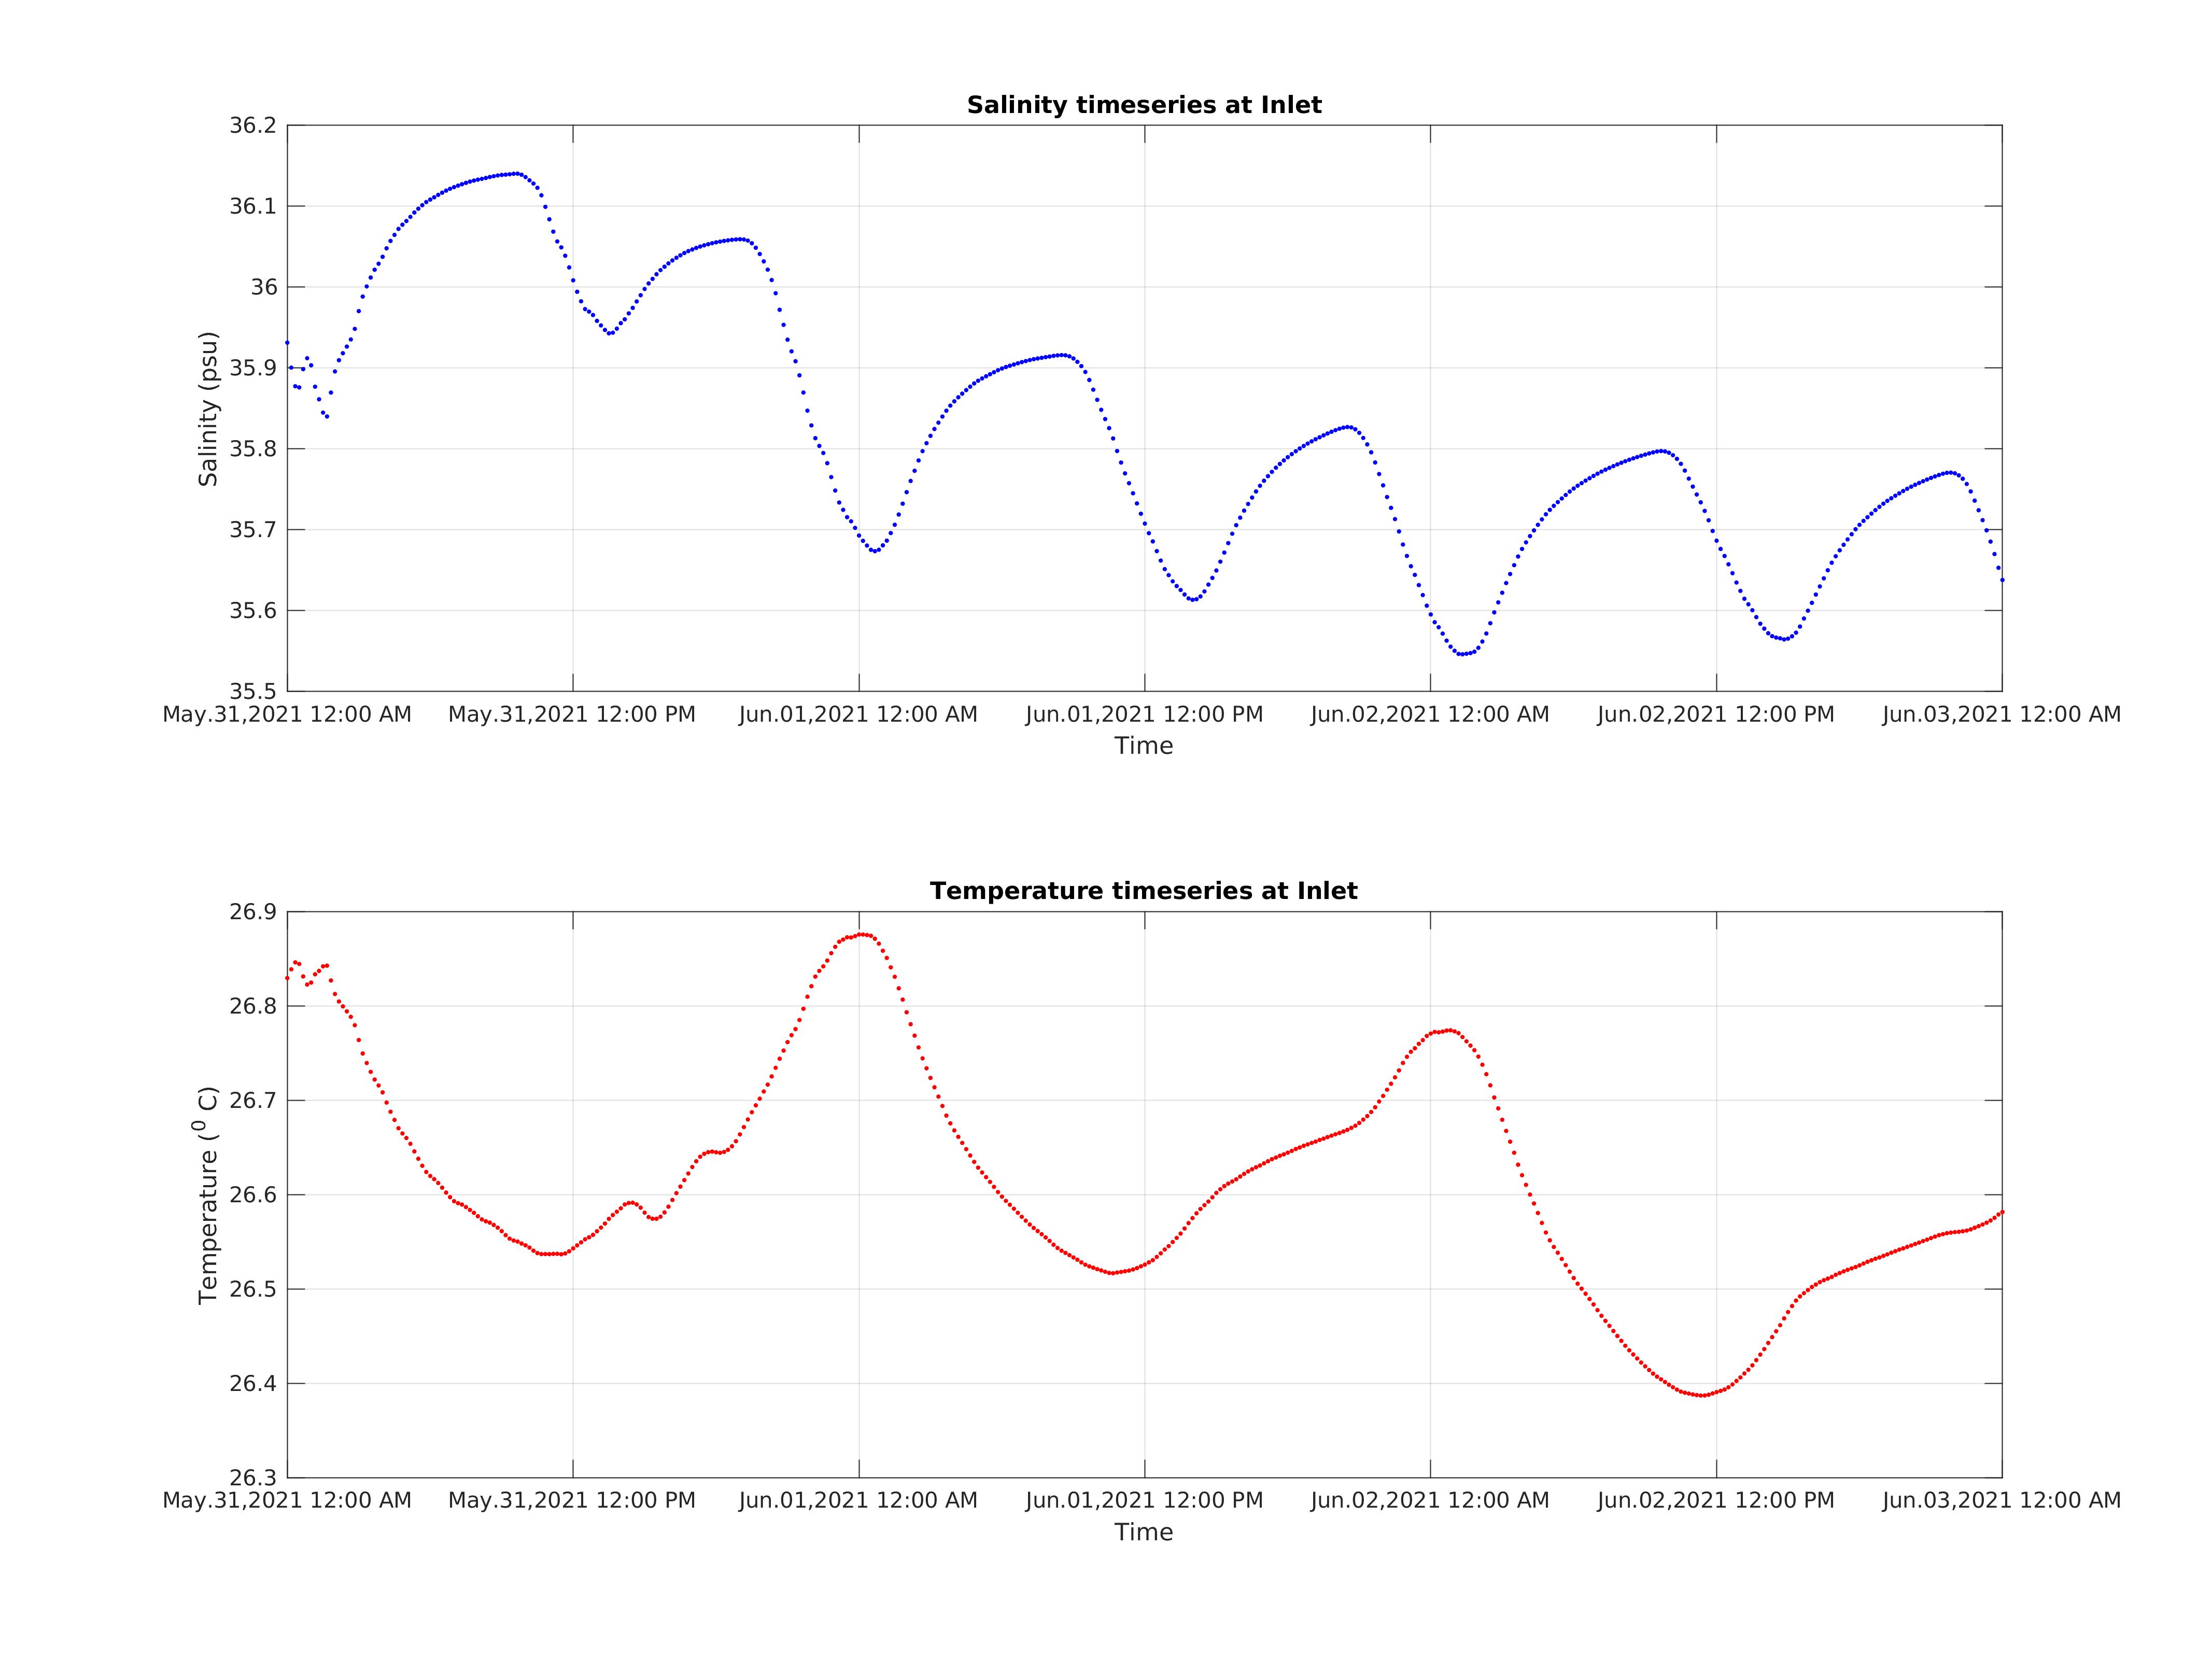 Salinity timeseries at Inlet
36.2
36.1
36
35.9
35.8
35.7
35.6
35.5
Salinity (psu)
May.31,2021 12:00 AM May.31,2021 12:00 PM Jun.01,2021 12:00 AM Jun.01,2021 12:00 PM Jun.02,2021 12:00 AM Jun.02,2021 12:00 PM Jun.03,2021 12:00 AM
Time
Temperature timeseries at Inlet
26.9
26.8
26.7
26.6
26.5
26.4
26.3
Temperature (⁰ C)
May.31,2021 12:00 AM May.31,2021 12:00 PM Jun.01,2021 12:00 AM Jun.01,2021 12:00 PM Jun.02,2021 12:00 AM Jun.02,2021 12:00 PM Jun.03,2021 12:00 AM
Time